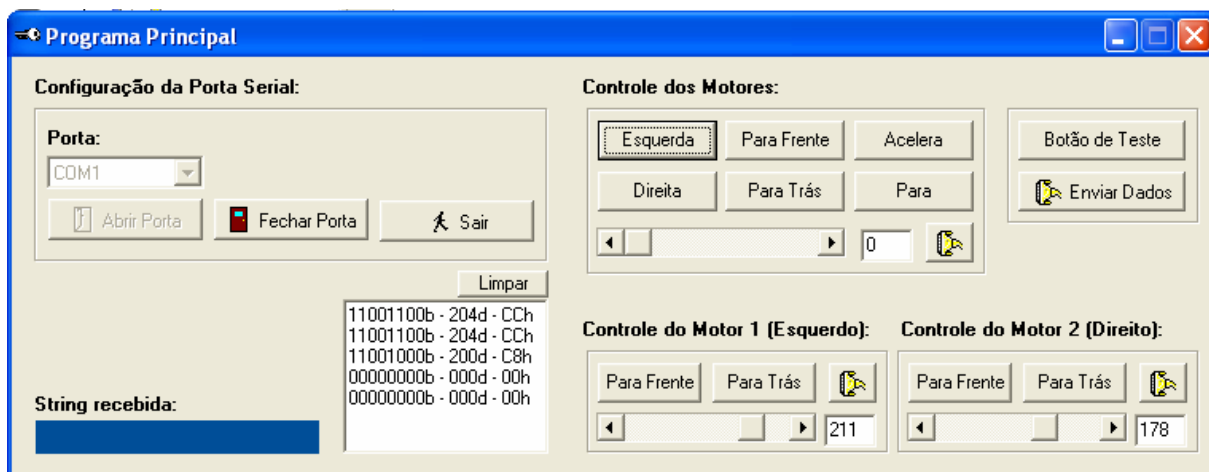 Programa Principal
Configuração da Porta Serial:
Porta:
COM1
Abrir Porta
Fechar Porta
Sair
Limpar
11001100b - 204d - CCh
11001100b - 204d - CCh
11001000b - 200d - C8h
00000000b - 000d - 00h
00000000b - 000d - 00h
String recebida:
Controle dos Motores:
Esquerda
Para Frente
Acelera
Direita
Para Trás
Para
0
Botão de Teste
Enviar Dados
Controle do Motor 1 (Esquerdo):
Para Frente
Para Trás
211
Controle do Motor 2 (Direito):
Para Frente
Para Trás
178